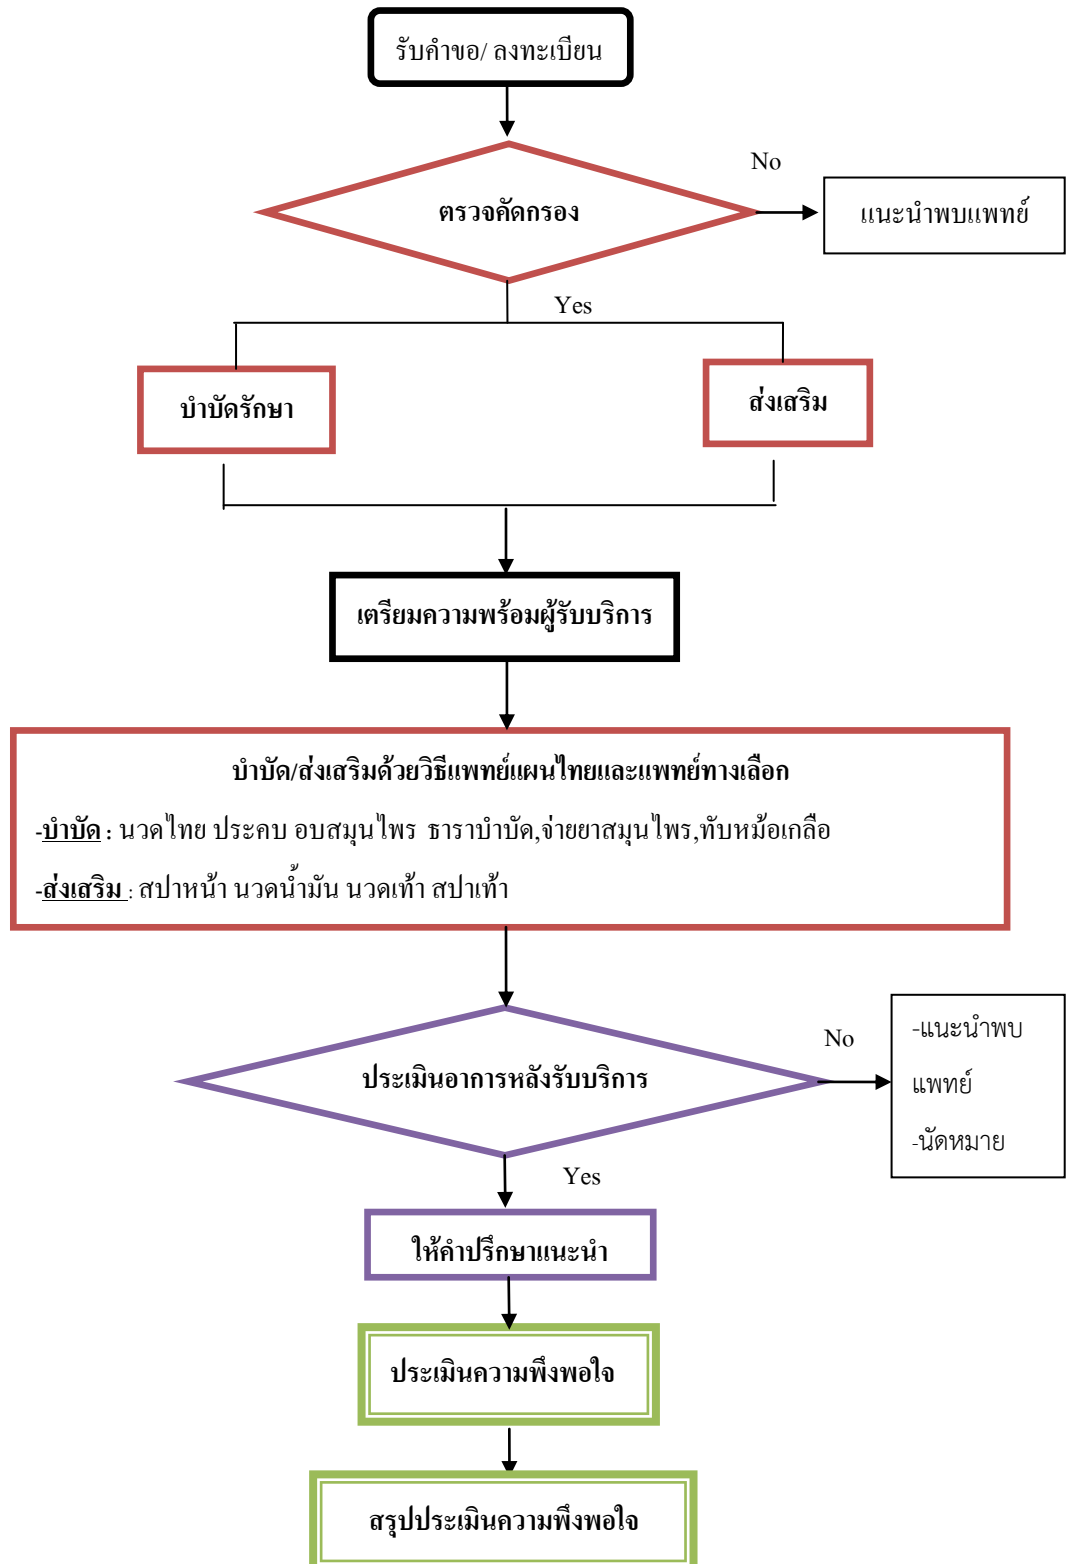 รับคำขอ/ ลงทะเบียน
No
ตรวจคัดกรอง
แนะนำพบแพทย์
Yes
บำบัดรักษา
ส่งเสริม
เตรียมความพร้อมผู้รับบริการ
บำบัด/ส่งเสริมด้วยวิธีแพทย์แผนไทยและแพทย์ทางเลือก
-บำบัด : นวดไทย ประคบ อบสมุนไพร ธาราบำบัด,จ่ายยาสมุนไพร,ทับหม้อเกลือ
-ส่งเสริม : สปาหน้า นวดน้ำมัน นวดเท้า สปาเท้า
ประเมินอาการหลังรับบริการ
No
-แนะนำพบ
แพทย์
-นัดหมาย
Yes
ให้คำปรึกษาแนะนำ
ประเมินความพึงพอใจ
สรุปประเมินความพึงพอใจ